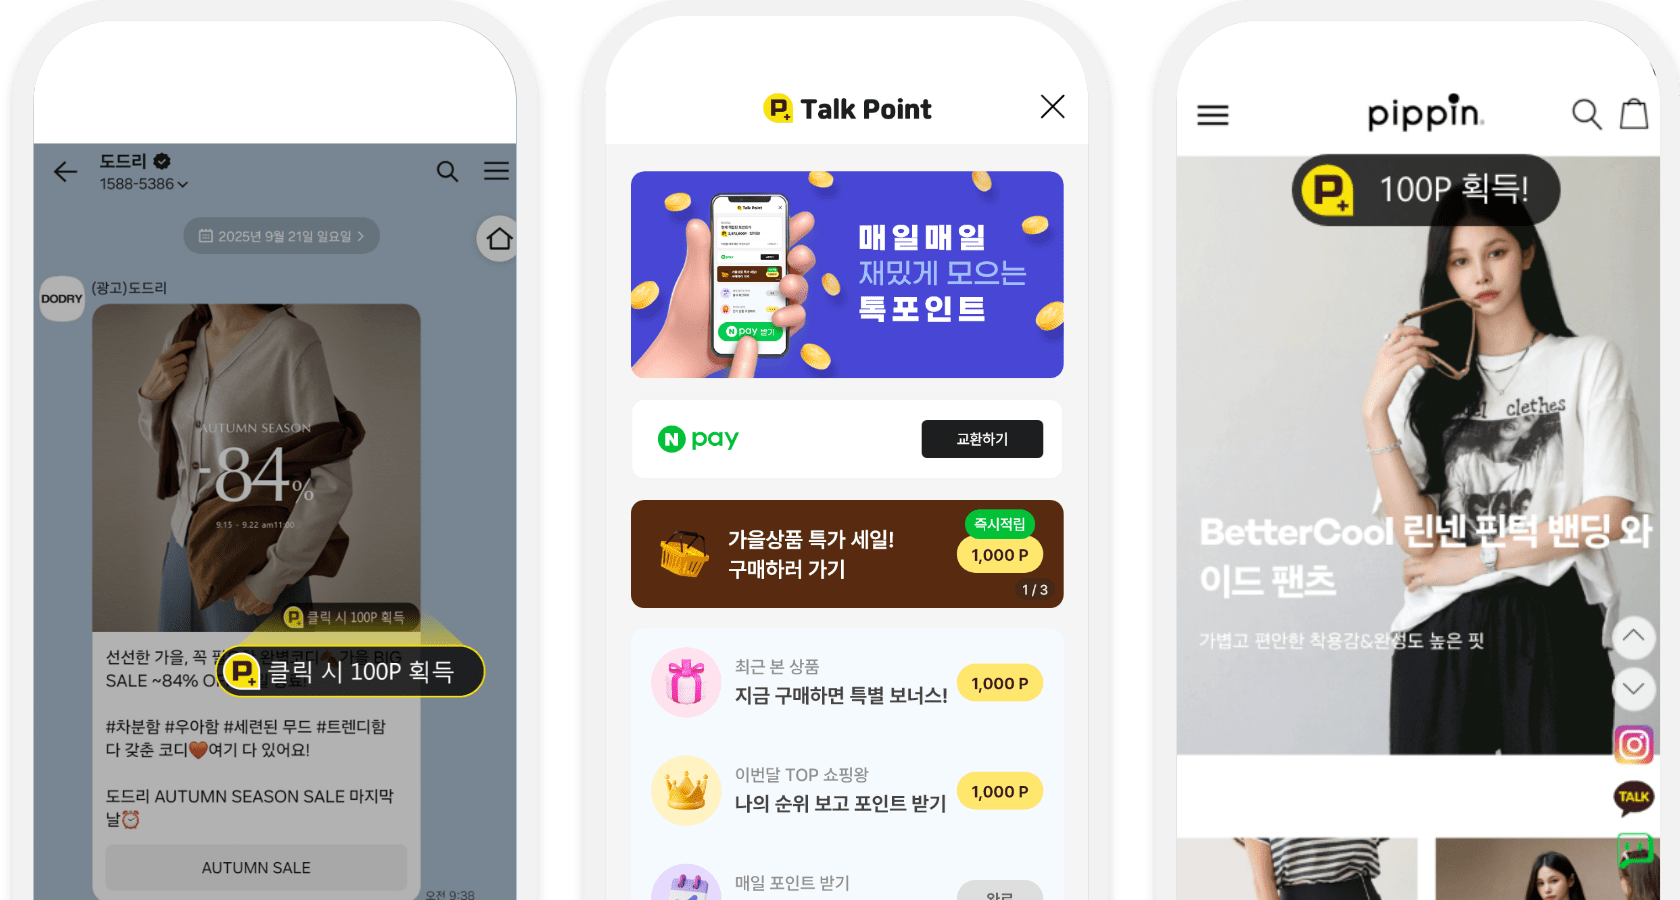 도드리
1588-5386
2025년 9월 21일 일요일
DODRY
(광고)도드리
AUTUMN SEASON
-84%
9.15 - 9.22 am11:00
클릭 시 100P 획득
선선한 가을, 꼭 완벽코디 가을 BIG
SALE ~84%
클릭 시 100P 획득
#차분함 #우아함 #세련된 무드 #트렌디함
다 갖춘 코디🧡여기 다 있어요!
도드리 AUTUMN SEASON SALE 마지막
날⏰
AUTUMN SALE
오전 9:38
P+ Talk Point
Talk Point
N pay 받기
매일매일
재밌게 모으는
톡포인트
N pay
교환하기
가을상품 특가 세일!
구매하러 가기
즉시적립
1,000 P
1 / 3
최근 본 상품
지금 구매하면 특별 보너스!
1,000 P
이번달 TOP 쇼핑왕
나의 순위 보고 포인트 받기
1,000 P
매일 포인트 받기
완료
pippin.
P+ 100P 획득!
clothes
BetterCool 린넨 핀턱 밴딩 와
이드 팬츠
가볍고 편안한 착용감&완성도 높은 핏
TALK